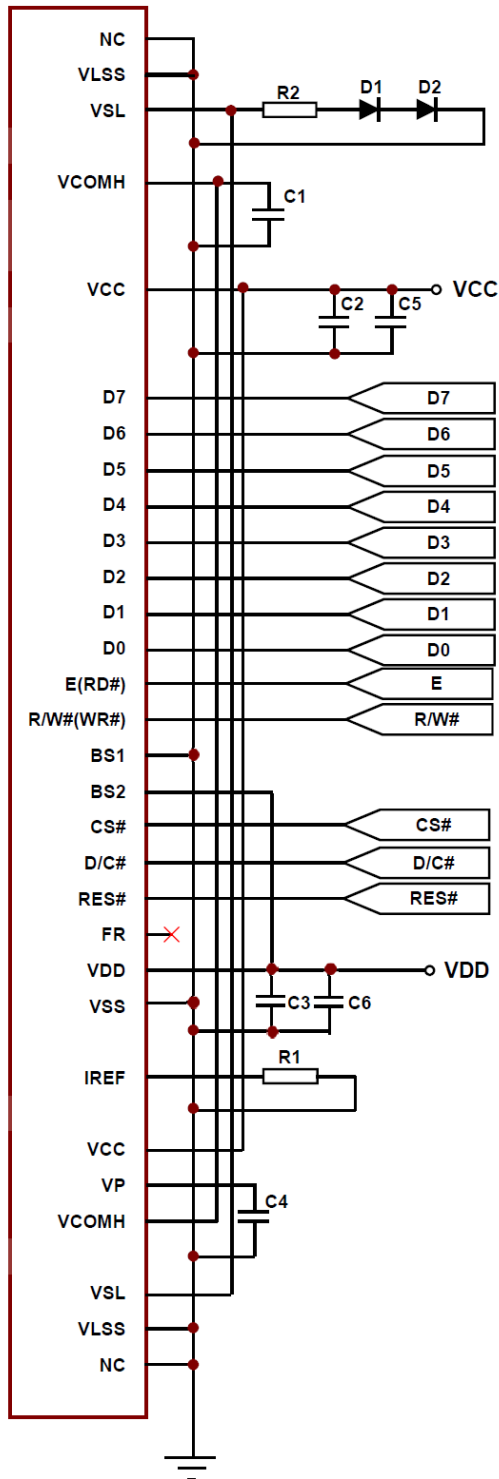 NC
VLSS
VSL R2 D1 D2
VCOMH C1
VCC C2 C5 VCC
D7 D7
D6 D6
D5 D5
D4 D4
D3 D3
D2 D2
D1 D1
D0 D0
E(RD#) E
R/W#(WR#) R/W#
BS1
BS2
CS# CS#
D/C# D/C#
RES# RES#
FR
VDD VDD
VSS C3 C6
R1
IREF
VCC
VP
C4
VCOMH
VSL
VLSS
NC